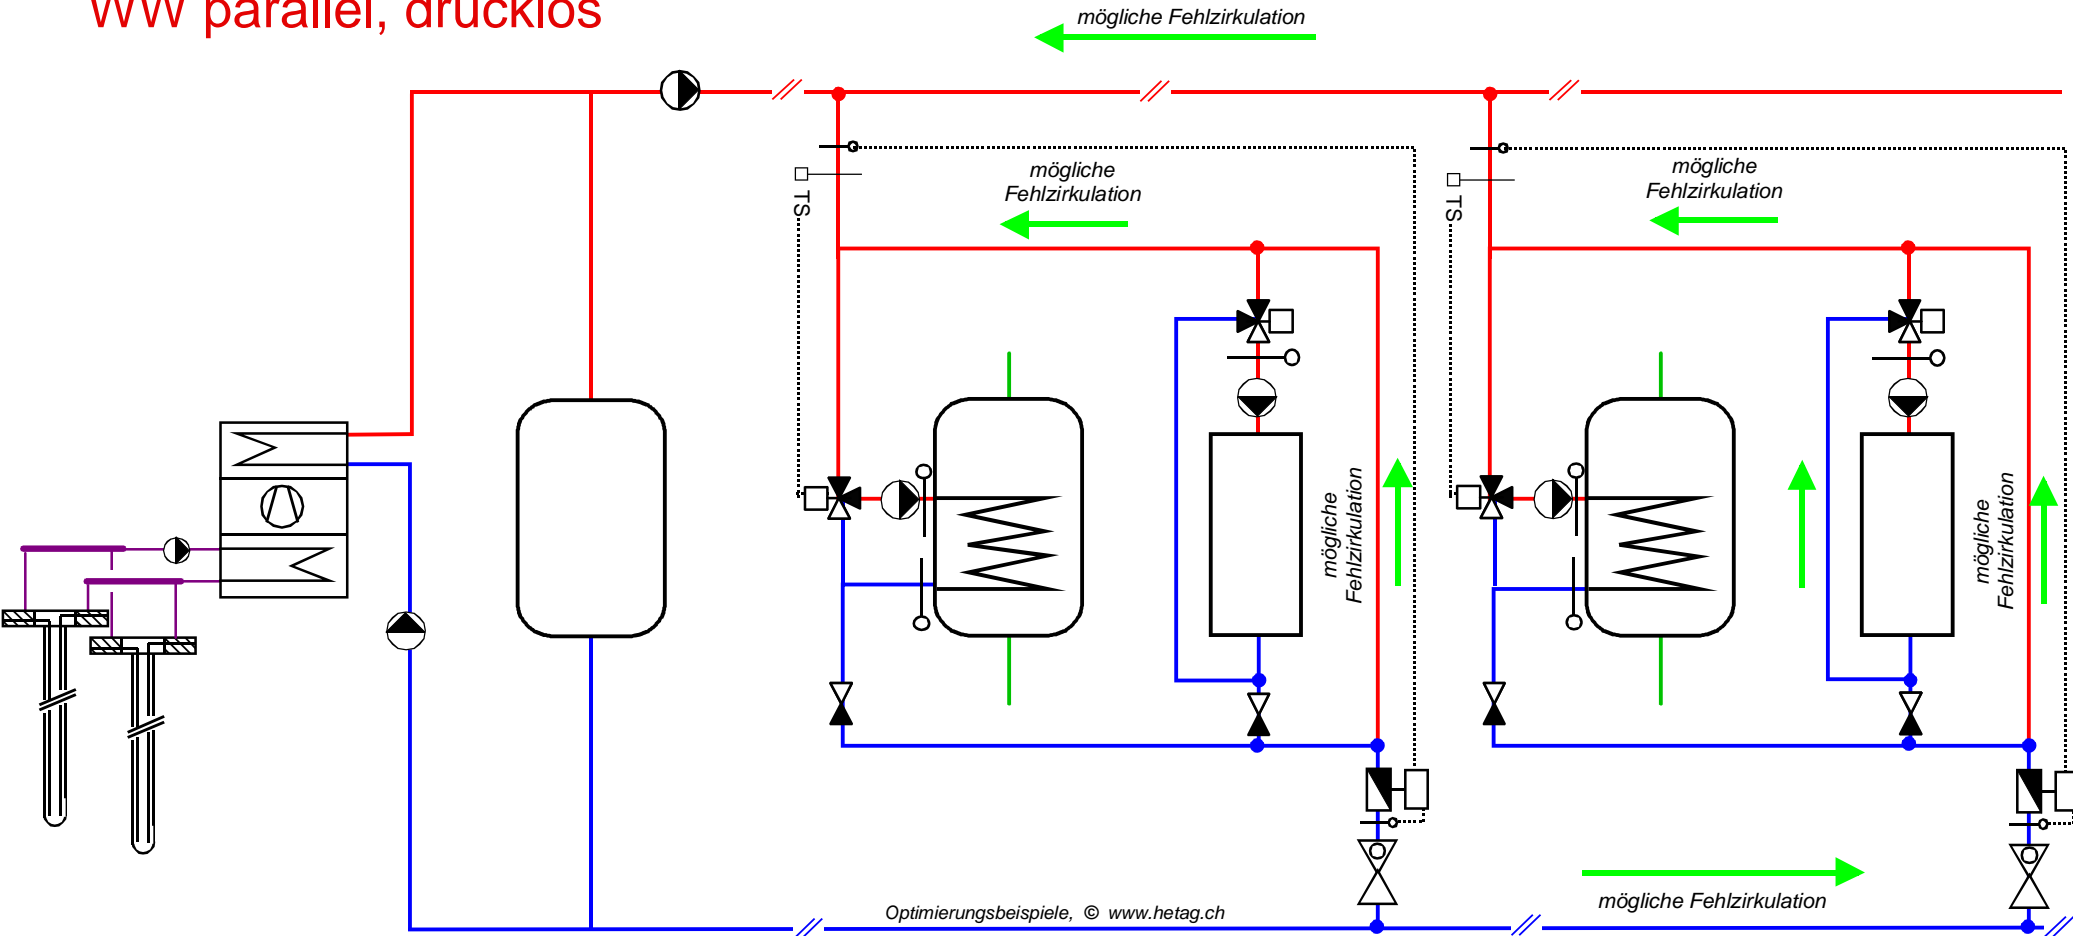 WW parallel, drucklos
mögliche Fehlzirkulation
mögliche
Fehlzirkulation
mögliche
Fehlzirkulation
TS
TS
mögliche
Fehlzirkulation
mögliche
Fehlzirkulation
mögliche Fehlzirkulation
Optimierungsbeispiele, © www.hetag.ch